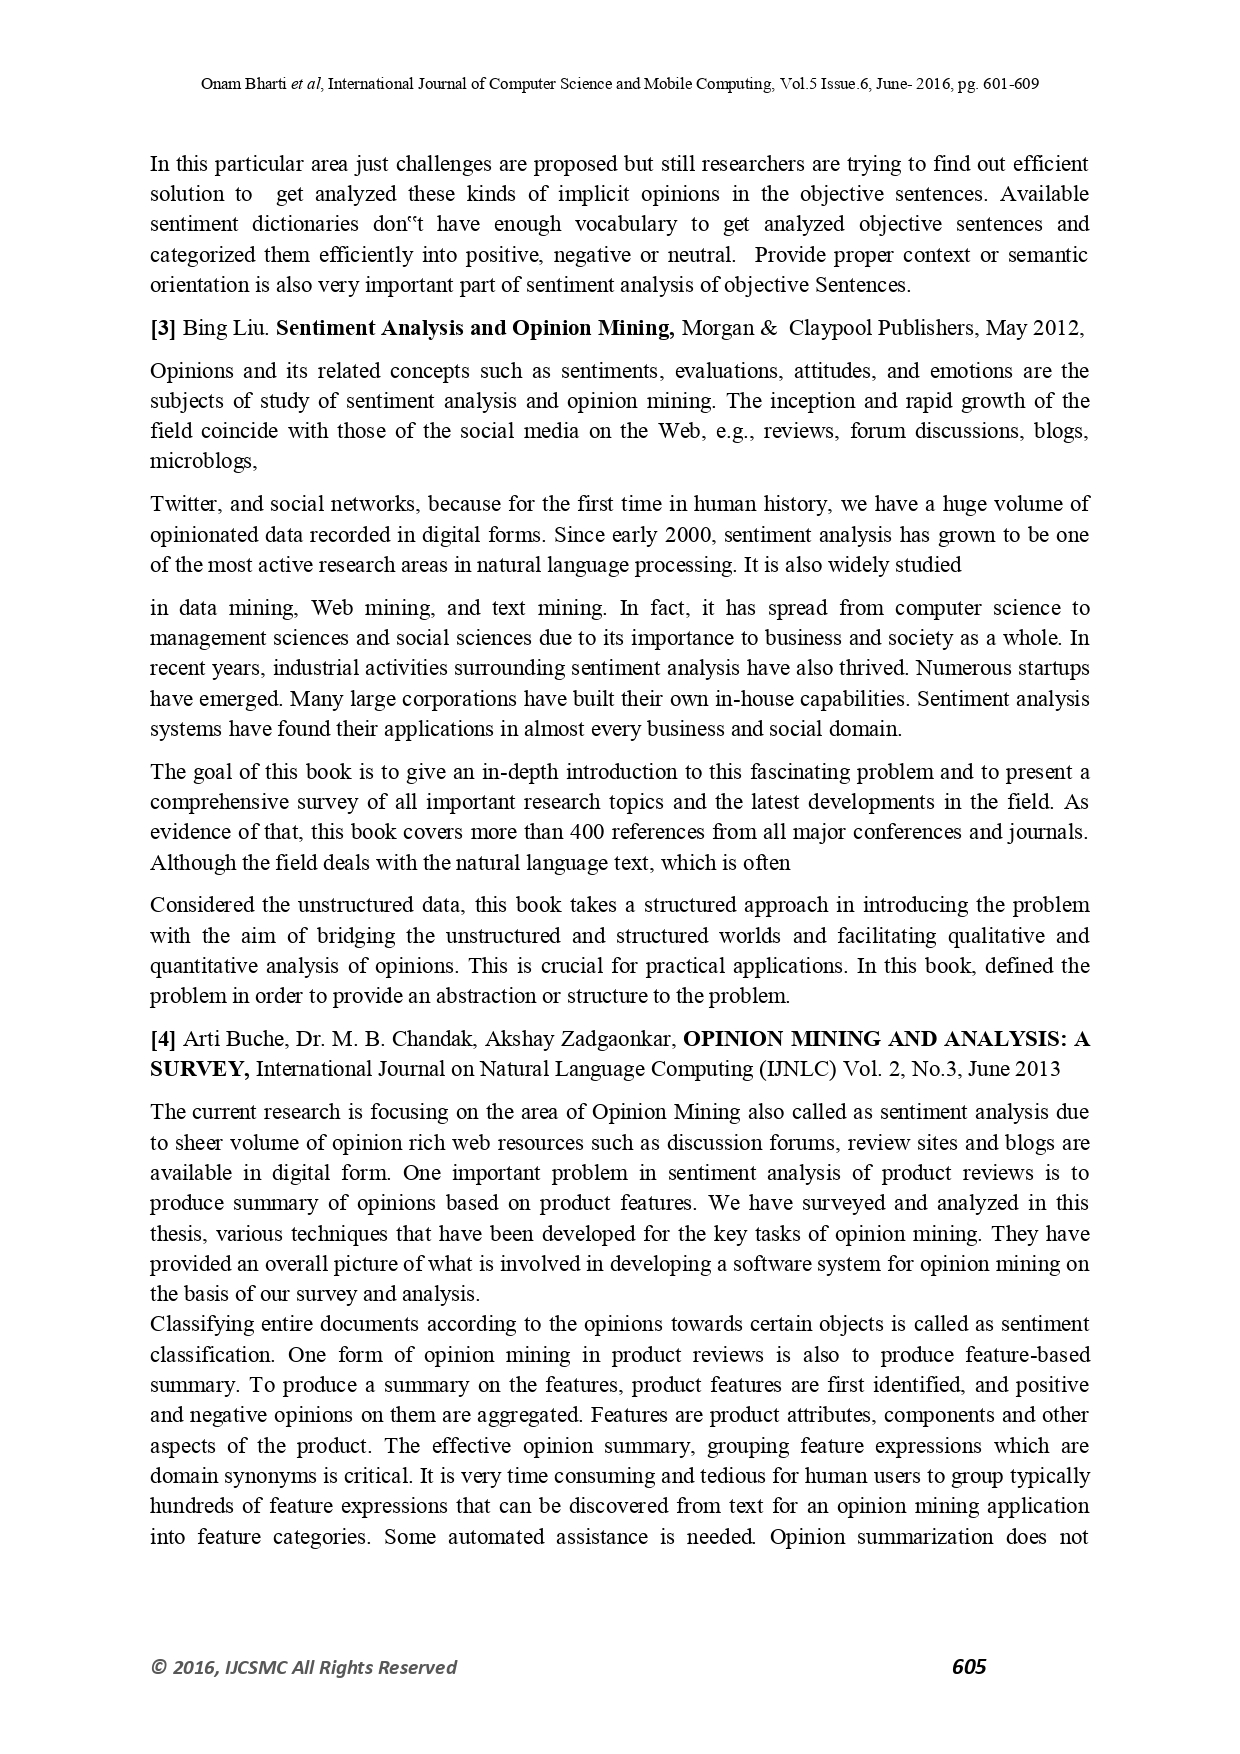 Onam Bharti et al, International Journal of Computer Science and Mobile Computing, Vol.5 Issue.6, June- 2016, pg. 601-609
In this particular area just challenges are proposed but still researchers are trying to find out efficient
solution to get analyzed these kinds of implicit opinions in the objective sentences. Available
sentiment dictionaries don‟t have enough vocabulary to get analyzed objective sentences and
categorized them efficiently into positive, negative or neutral. Provide proper context or semantic
orientation is also very important part of sentiment analysis of objective Sentences.
[3] Bing Liu. Sentiment Analysis and Opinion Mining, Morgan & Claypool Publishers, May 2012,
Opinions and its related concepts such as sentiments, evaluations, attitudes, and emotions are the
subjects of study of sentiment analysis and opinion mining. The inception and rapid growth of the
field coincide with those of the social media on the Web, e.g., reviews, forum discussions, blogs,
microblogs,
Twitter, and social networks, because for the first time in human history, we have a huge volume of
opinionated data recorded in digital forms. Since early 2000, sentiment analysis has grown to be one
of the most active research areas in natural language processing. It is also widely studied
in data mining, Web mining, and text mining. In fact, it has spread from computer science to
management sciences and social sciences due to its importance to business and society as a whole. In
recent years, industrial activities surrounding sentiment analysis have also thrived. Numerous startups
have emerged. Many large corporations have built their own in-house capabilities. Sentiment analysis
systems have found their applications in almost every business and social domain.
The goal of this book is to give an in-depth introduction to this fascinating problem and to present a
comprehensive survey of all important research topics and the latest developments in the field. As
evidence of that, this book covers more than 400 references from all major conferences and journals.
Although the field deals with the natural language text, which is often
Considered the unstructured data, this book takes a structured approach in introducing the problem
with the aim of bridging the unstructured and structured worlds and facilitating qualitative and
quantitative analysis of opinions. This is crucial for practical applications. In this book, defined the
problem in order to provide an abstraction or structure to the problem.
[4] Arti Buche, Dr. M. B. Chandak, Akshay Zadgaonkar, OPINION MINING AND ANALYSIS: A
SURVEY, International Journal on Natural Language Computing (IJNLC) Vol. 2, No.3, June 2013
The current research is focusing on the area of Opinion Mining also called as sentiment analysis due
to sheer volume of opinion rich web resources such as discussion forums, review sites and blogs are
available in digital form. One important problem in sentiment analysis of product reviews is to
produce summary of opinions based on product features. We have surveyed and analyzed in this
thesis, various techniques that have been developed for the key tasks of opinion mining. They have
provided an overall picture of what is involved in developing a software system for opinion mining on
the basis of our survey and analysis.
Classifying entire documents according to the opinions towards certain objects is called as sentiment
classification. One form of opinion mining in product reviews is also to produce feature-based
summary. To produce a summary on the features, product features are first identified, and positive
and negative opinions on them are aggregated. Features are product attributes, components and other
aspects of the product. The effective opinion summary, grouping feature expressions which are
domain synonyms is critical. It is very time consuming and tedious for human users to group typically
hundreds of feature expressions that can be discovered from text for an opinion mining application
into feature categories. Some automated assistance is needed. Opinion summarization does not
© 2016, IJCSMC All Rights Reserved 605